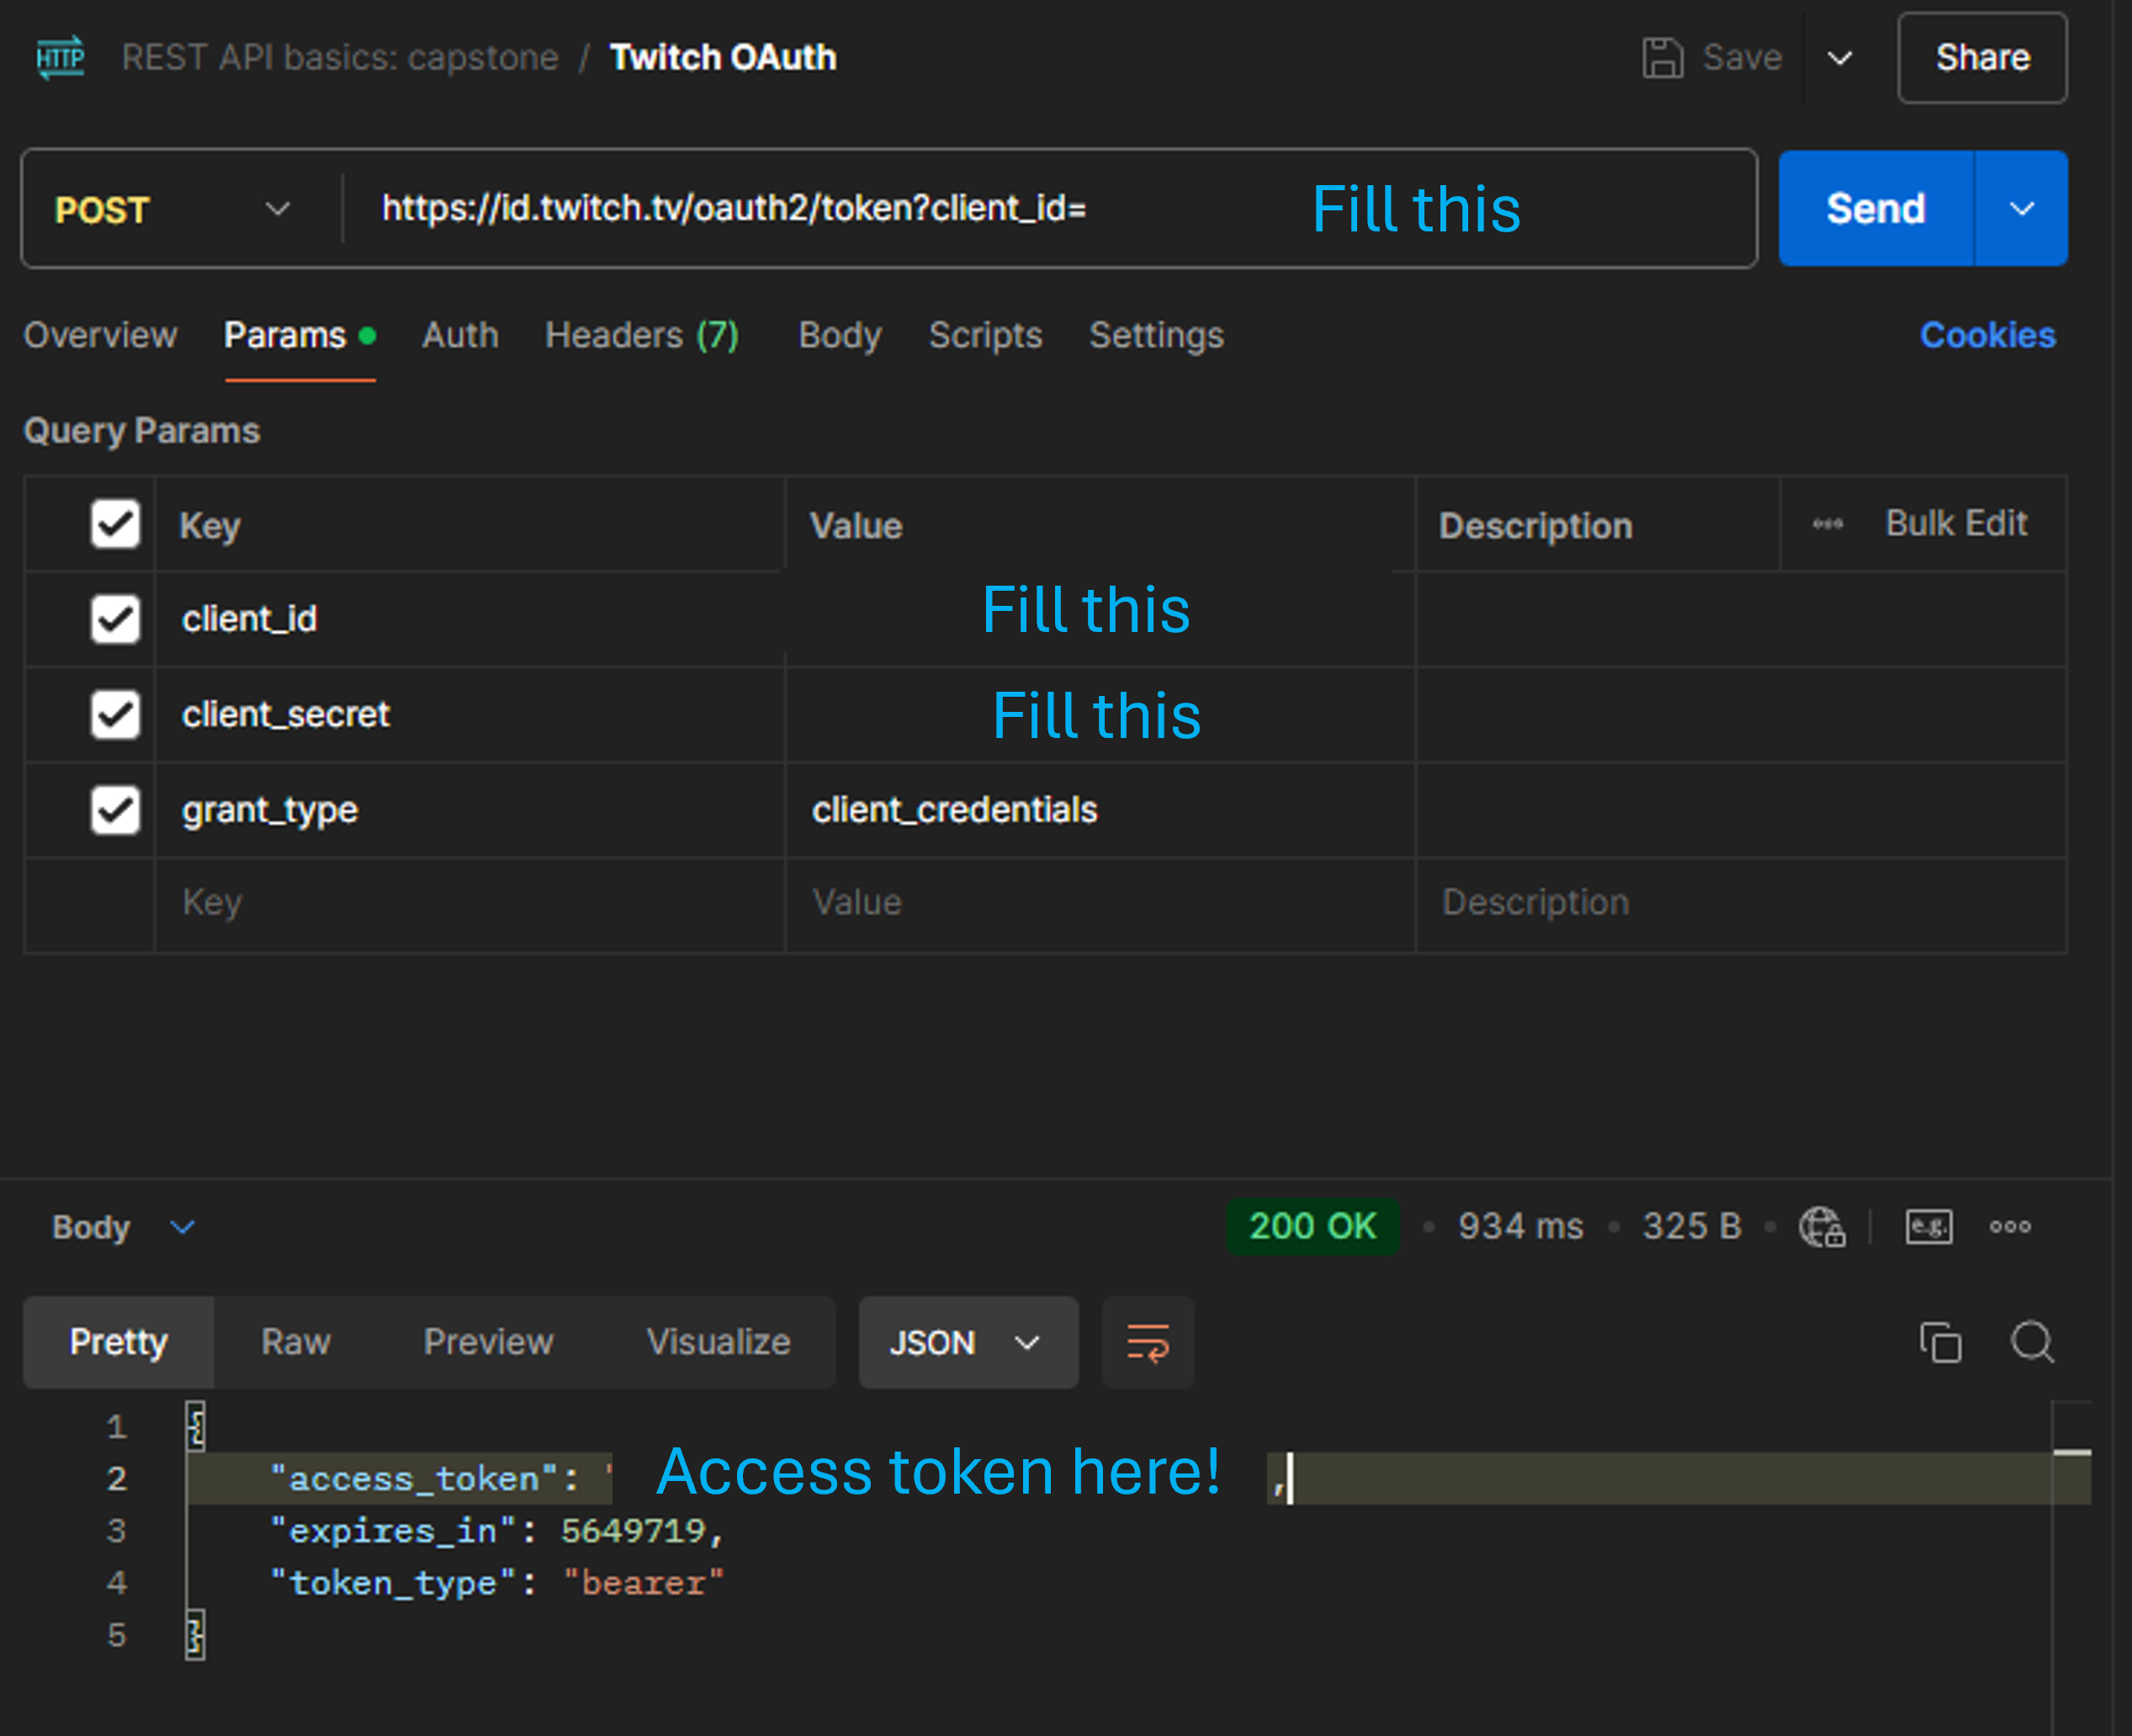 HTTP REST API basics: capstone / Twitch OAuth Save Share
POST https://id.twitch.tv/oauth2/token?client_id= Fill this Send
Overview Params Auth Headers (7) Body Scripts Settings Cookies
Query Params
Key Value Description Bulk Edit
client_id Fill this
client_secret Fill this
grant_type client_credentials
Key Value Description
Body 200 OK • 934 ms • 325 B • e.g.
Pretty Raw Preview Visualize JSON
1 {
2 "access_token": " Access token here! ,
3 "expires_in": 5649719,
4 "token_type": "bearer"
5 }